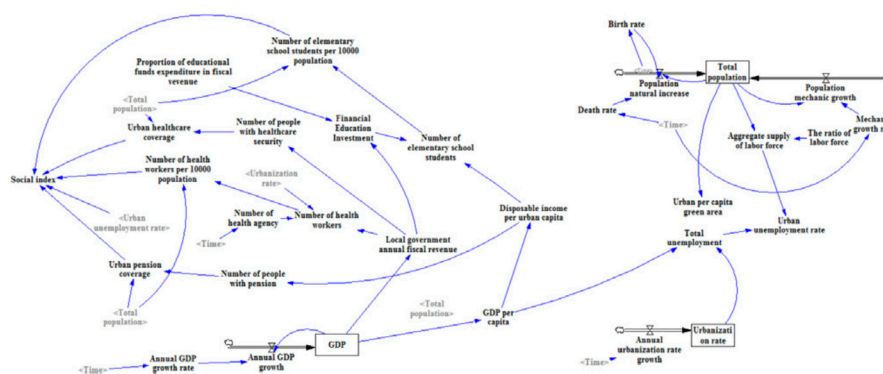 Number of elementary
school students per 10000
population
Proportion of educational
funds expenditure in fiscal
revenue
<Total
population>
Urban healthcare
coverage
Number of people
with healthcare
security
Financial
Education
Investment
Number of
elementary school
students
Number of health
workers per 10000
population
<Urbanization
rate>
Social index
<Urban
unemployment rate>
Number of
health agency
Number of health
workers
<Time>
Disposable income
per urban capita
Local government
annual fiscal revenue
Urban pension
coverage
Number of people
with pension
<Total
population>
<Total
population>
GDP per
capita
GDP
<Time>
Annual GDP
growth rate
Annual GDP
growth
Birth rate
Total
population
Population
natural increase
Population
mechanic growth
Death rate
<Time>
Mechan
growth ra
Aggregate supply
of labor force
The ratio of
labor force
Urban per capita
green area
Urban
unemployment rate
Total
unemployment
Urbanizati
on rate
Annual
urbanization rate
growth
<Time>